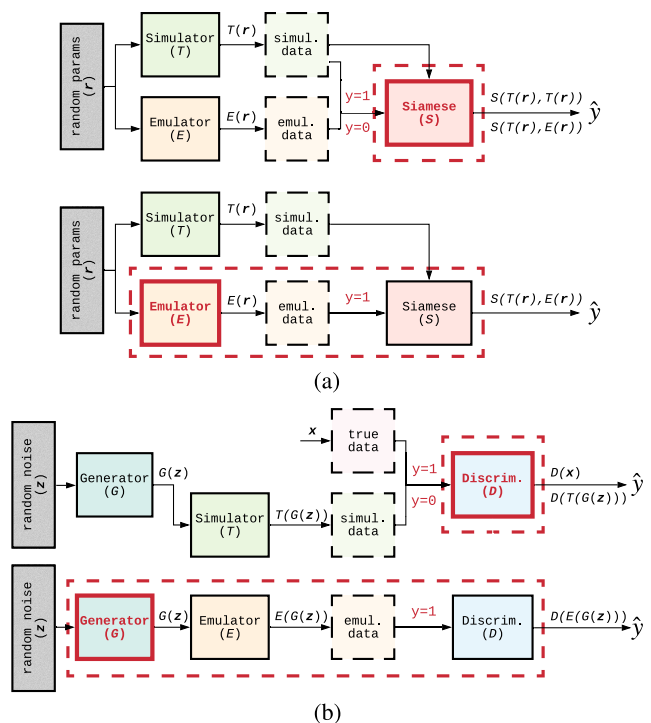 random params
(r)
Simulator
(T)
T(r)
simul.
data
Emulator
(E)
E(r)
emul.
data
y=1
y=0
Siamese
(S)
S(T(r),T(r))
S(T(r),E(r))
ŷ
random params
(r)
Simulator
(T)
T(r)
simul.
data
Emulator
(E)
E(r)
emul.
data
y=1
Siamese
(S)
S(T(r),E(r))
ŷ
(a)
random noise
(z)
Generator
(G)
G(z)
Simulator
(T)
T(G(z))
x
true
data
simul.
data
y=1
y=0
Discrim.
(D)
D(x)
D(T(G(z)))
ŷ
random noise
(z)
Generator
(G)
G(z)
Emulator
(E)
E(G(z))
emul.
data
y=1
Discrim.
(D)
D(E(G(z)))
ŷ
(b)